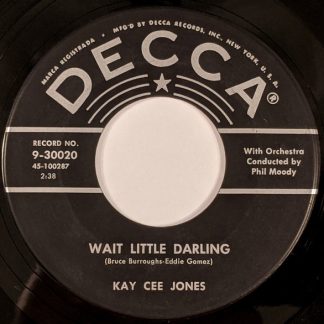 MARCA REGISTRADA • MF'G BY DECCA RECORDS, INC., NEW YORK, U.S.A.
DECCA®
RECORD NO.
9-30020
45-100287
2:38
With Orchestra
Conducted by
Phil Moody
WAIT LITTLE DARLING
(Bruce Burroughs-Eddie Gomez)
KAY CEE JONES